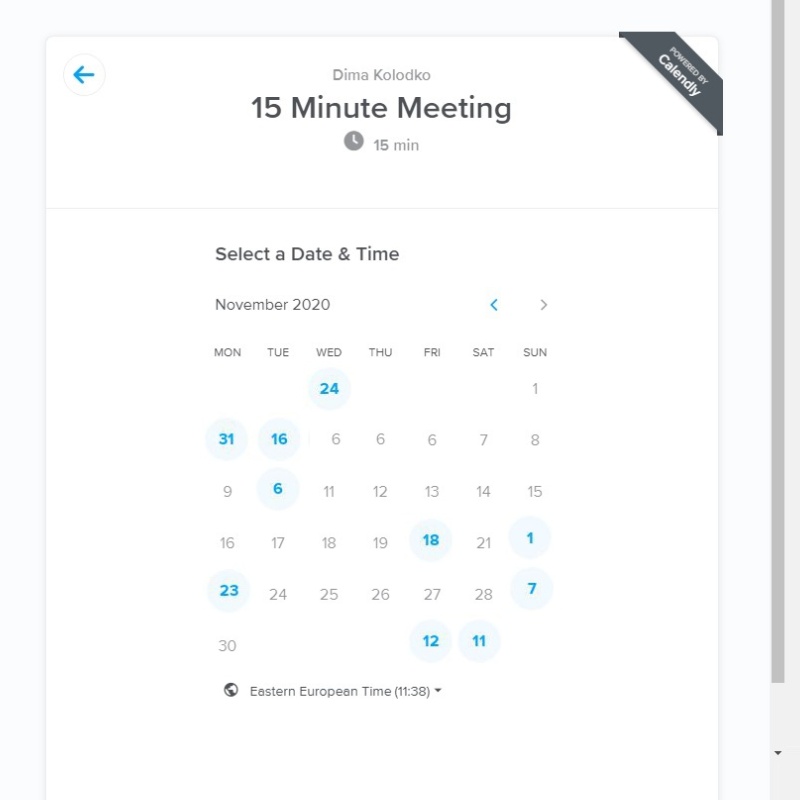 POWERED BY
Calendly
Dima Kolodko
15 Minute Meeting
15 min
Select a Date & Time
November 2020
MON TUE WED THU FRI SAT SUN
24 1
31 16 6 6 6 7 8
9 6 11 12 13 14 15
16 17 18 19 18 21 1
23 24 25 26 27 28 7
30 12 11
Eastern European Time (11:38)